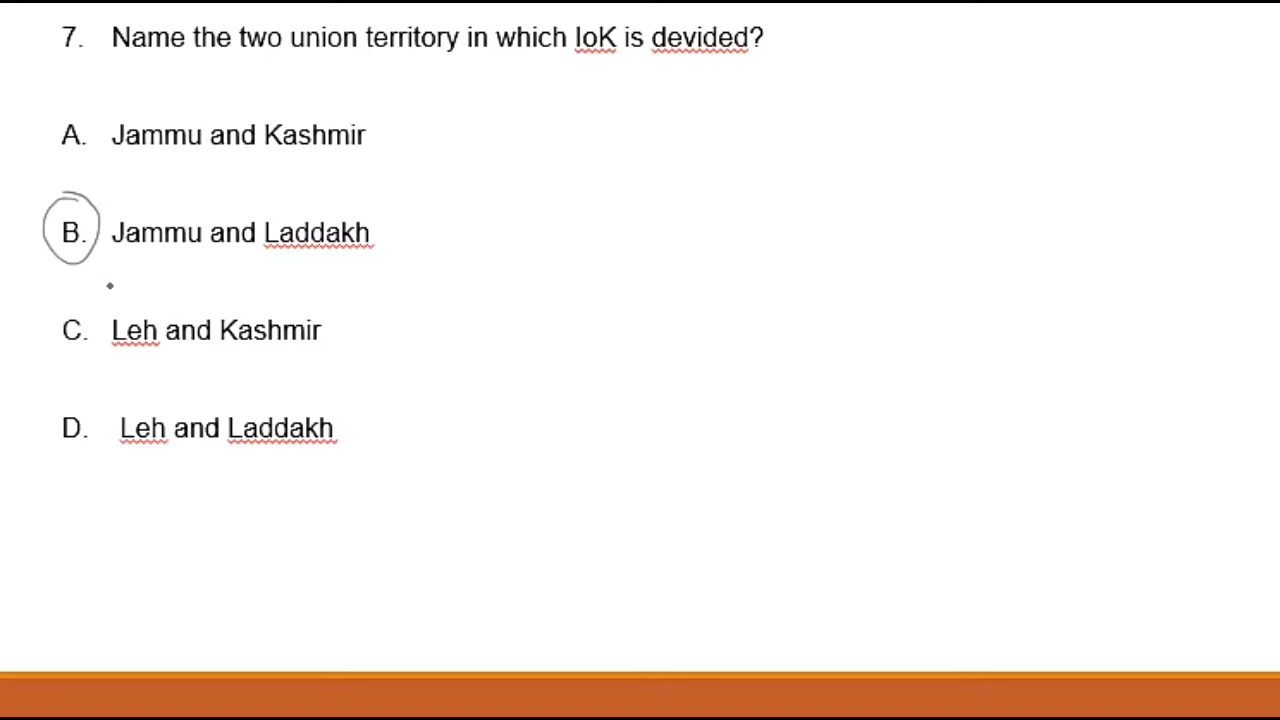 7. Name the two union territory in which IoK is devided?
A. Jammu and Kashmir
B. Jammu and Laddakh
C. Leh and Kashmir
D. Leh and Laddakh